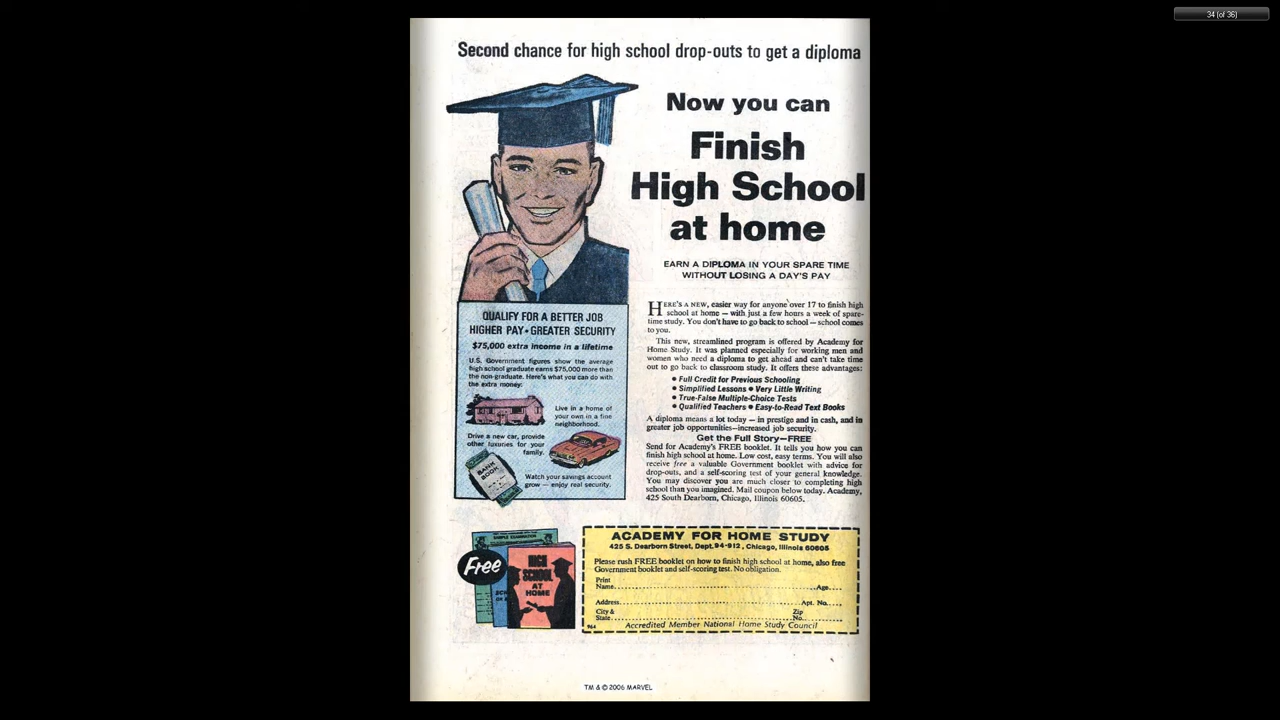 34 (of 36)
Second chance for high school drop-outs to get a diploma
Now you can
Finish
High School
at home
EARN A DIPLOMA IN YOUR SPARE TIME
WITHOUT LOSING A DAY'S PAY
QUALIFY FOR A BETTER JOB
HIGHER PAY • GREATER SECURITY
$75,000 extra income in a lifetime
U.S. Government figures show the average
high school graduate earns $75,000 more than
the non-graduate. Here's what you can do with
the extra money:
Live in a home of
your own in a fine
neighborhood.
Drive a new car, provide
other luxuries for your
family.
BANK
BOOK
Watch your savings account
grow — enjoy real security.
HERE'S A NEW, easier way for anyone over 17 to finish high
school at home — with just a few hours a week of spare-
time study. You don't have to go back to school — school comes
to you.
This new, streamlined program is offered by Academy for
Home Study. It was planned especially for working men and
women who need a diploma to get ahead and can't take time
out to go back to classroom study. It offers these advantages:
• Full Credit for Previous Schooling
• Simplified Lessons • Very Little Writing
• True-False Multiple-Choice Tests
• Qualified Teachers • Easy-to-Read Text Books
A diploma means a lot today — in prestige and in cash, and in
greater job opportunities—increased job security.
Get the Full Story—FREE
Send for Academy's FREE booklet. It tells you how you can
finish high school at home. Low cost, easy terms. You will also
receive free a valuable Government booklet with advice for
drop-outs, and a self-scoring test of your general knowledge.
You may discover you are much closer to completing high
school than you imagined. Mail coupon below today. Academy,
425 South Dearborn, Chicago, Illinois 60605.
Free
SAMPLE EXAMINATION
HIGH
SCHOOL
AT
HOME
ACADEMY FOR HOME STUDY
425 S. Dearborn Street, Dept. 94-912, Chicago, Illinois 60605
Please rush FREE booklet on how to finish high school at home, also free
Government booklet and self-scoring test. No obligation.
Print
Name Age
Address Apt. No.
City & Zip
State No.
964 Accredited Member National Home Study Council
TM & © 2006 MARVEL